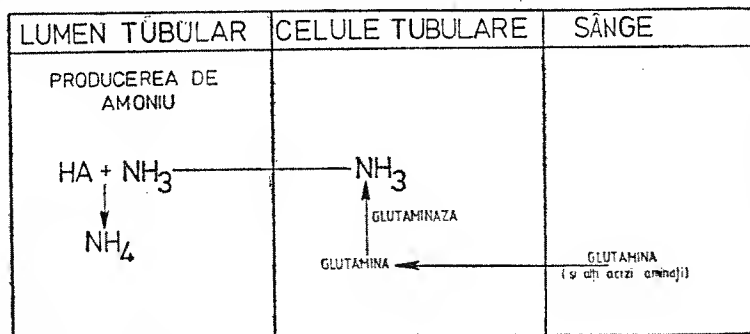 LUMEN TUBULAR CELULE TUBULARE SÂNGE
PRODUCEREA DE
AMONIU
HA + NH3 NH3
GLUTAMINAZA
NH4
GLUTAMINA GLUTAMINA
(și alți acizi aminați)